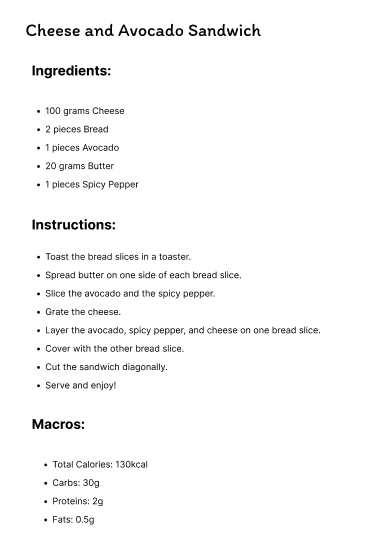 Cheese and Avocado Sandwich
Ingredients:
• 100 grams Cheese
• 2 pieces Bread
• 1 pieces Avocado
• 20 grams Butter
• 1 pieces Spicy Pepper
Instructions:
• Toast the bread slices in a toaster.
• Spread butter on one side of each bread slice.
• Slice the avocado and the spicy pepper.
• Grate the cheese.
• Layer the avocado, spicy pepper, and cheese on one bread slice.
• Cover with the other bread slice.
• Cut the sandwich diagonally.
• Serve and enjoy!
Macros:
• Total Calories: 130kcal
• Carbs: 30g
• Proteins: 2g
• Fats: 0.5g